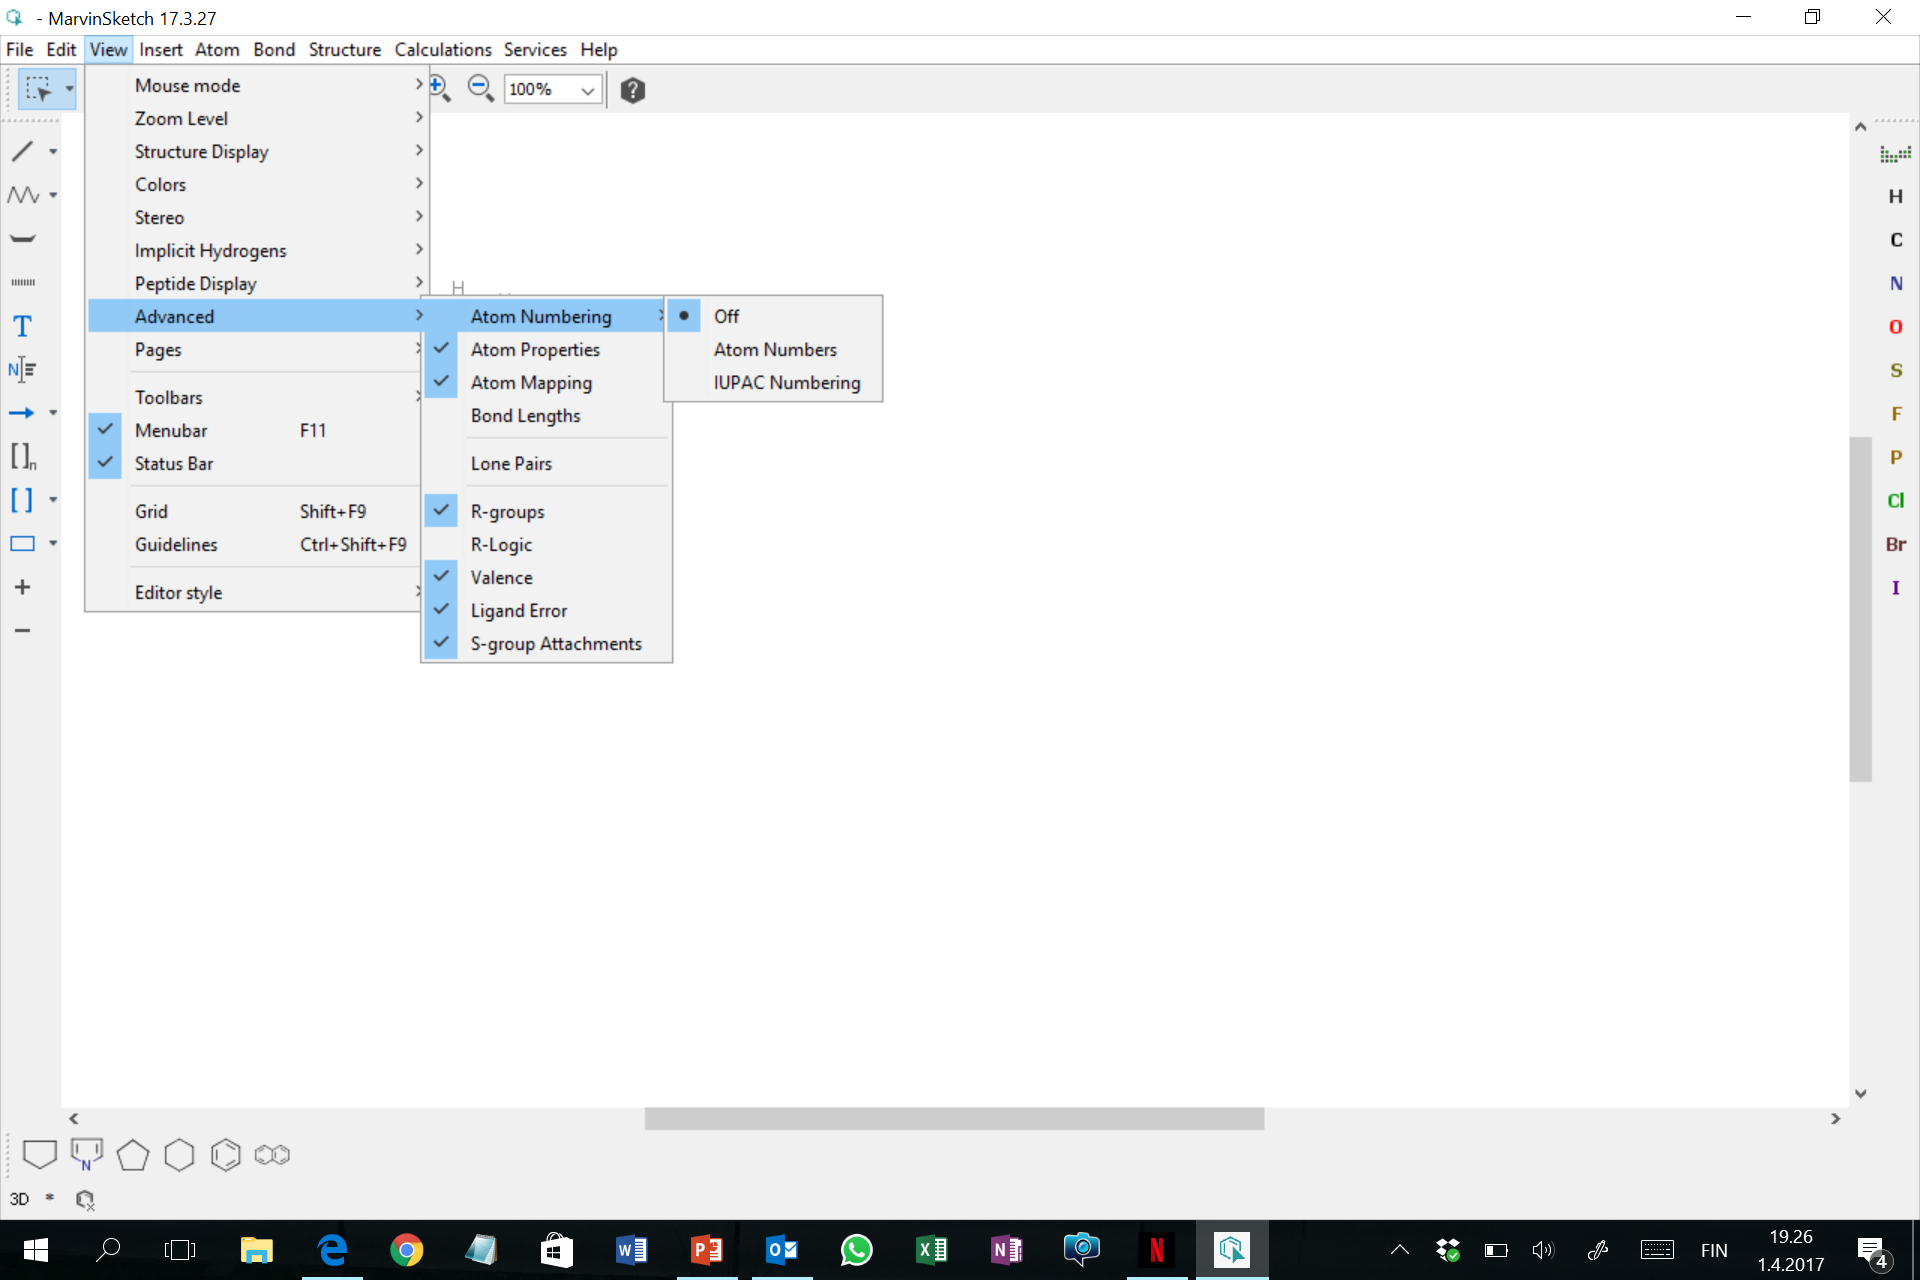 - MarvinSketch 17.3.27
File Edit View Insert Atom Bond Structure Calculations Services Help
100%
Mouse mode
Zoom Level
Structure Display
Colors
Stereo
Implicit Hydrogens
Peptide Display
Advanced
Pages
Toolbars
Menubar F11
Status Bar
Grid Shift+F9
Guidelines Ctrl+Shift+F9
Editor style
H
Atom Numbering
Atom Properties
Atom Mapping
Bond Lengths
Lone Pairs
R-groups
R-Logic
Valence
Ligand Error
S-group Attachments
Off
Atom Numbers
IUPAC Numbering
T
N
[ ]n
[ ]
H
C
N
O
S
F
P
Cl
Br
I
N
3D *
FIN
19.26
1.4.2017
4